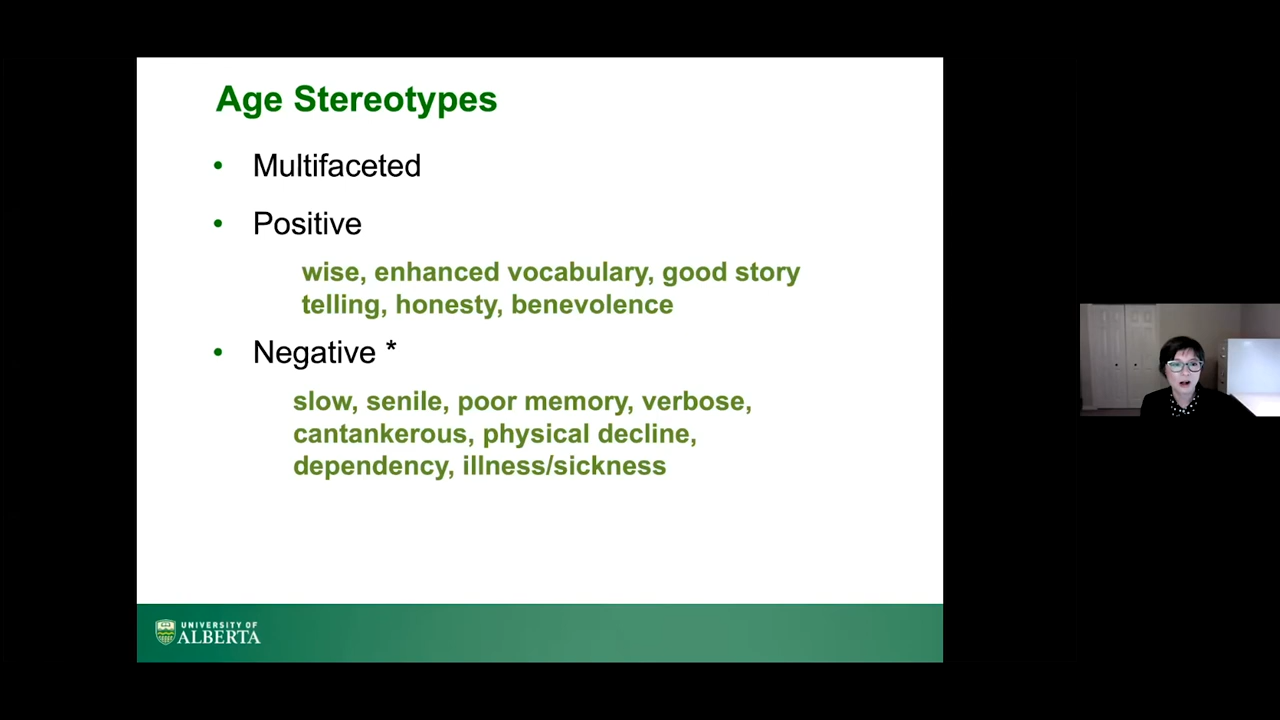 Age Stereotypes
• Multifaceted
• Positive
wise, enhanced vocabulary, good story
telling, honesty, benevolence
• Negative *
slow, senile, poor memory, verbose,
cantankerous, physical decline,
dependency, illness/sickness
UNIVERSITY OF
ALBERTA